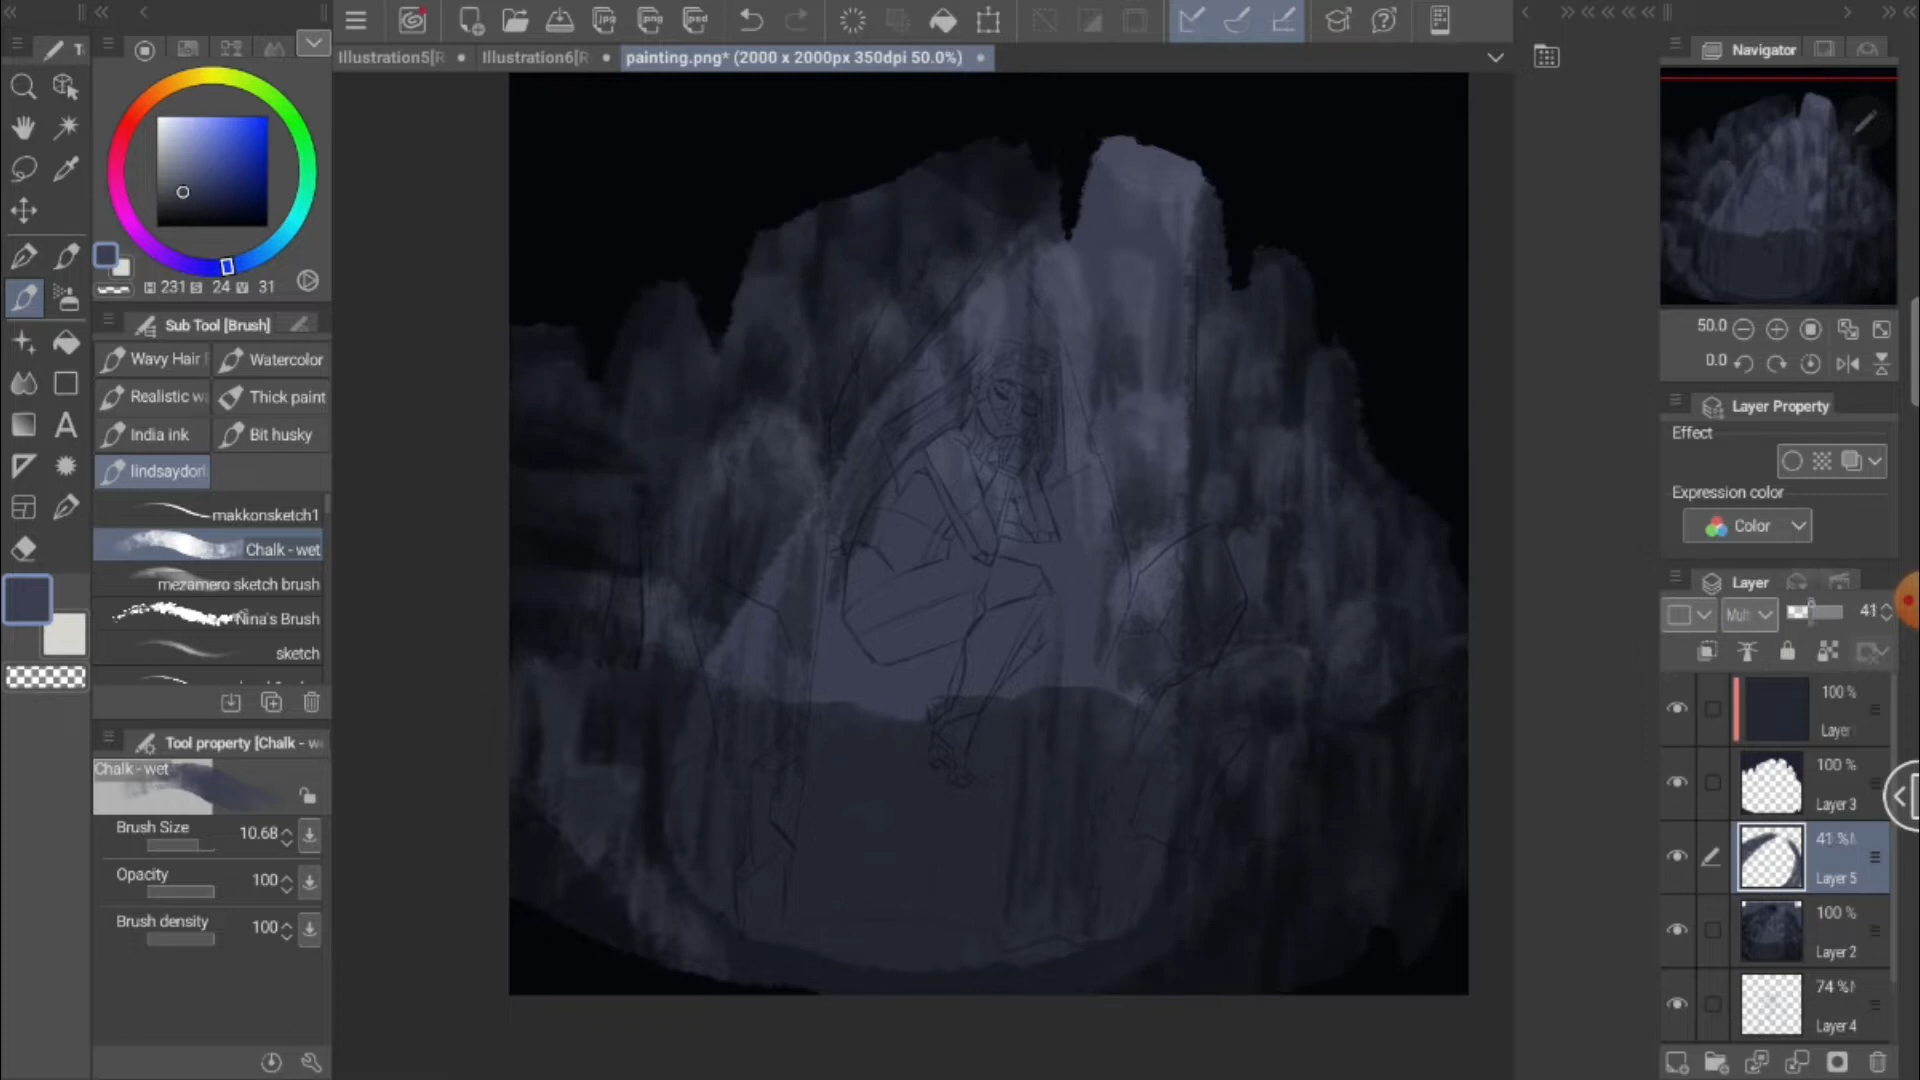 jpg
png
psd
Illustration5[R
Illustration6[R
painting.png* (2000 x 2000px 350dpi 50.0%)
Navigator
H 231 S 24 V 31
Sub Tool [Brush]
Wavy Hair
Watercolor
Realistic w
Thick paint
India ink
Bit husky
lindsaydor
makkonsketch1
Chalk - wet
mezamero sketch brush
Nina's Brush
sketch
Tool property [Chalk - w
Chalk - wet
Brush Size
10.68
Opacity
100
Brush density
100
50.0
0.0
Layer Property
Effect
Expression color
Color
Layer
Mult
41
100 %
Layer
100 %
Layer 3
41 %
Layer 5
100 %
Layer 2
74 %
Layer 4